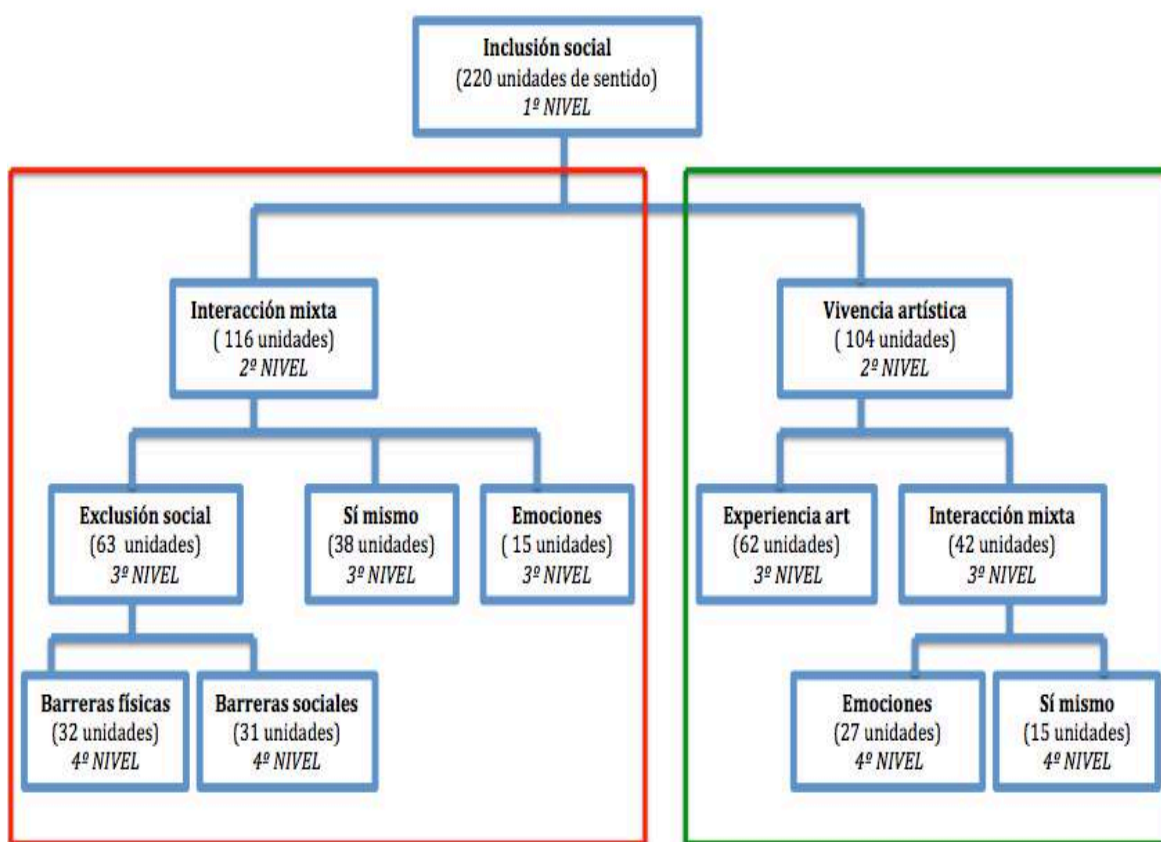 Inclusión social
(220 unidades de sentido)
1º NIVEL
Interacción mixta
( 116 unidades)
2º NIVEL
Vivencia artística
( 104 unidades)
2º NIVEL
Exclusión social
(63 unidades)
3º NIVEL
Sí mismo
(38 unidades)
3º NIVEL
Emociones
( 15 unidades)
3º NIVEL
Experiencia art
(62 unidades)
3º NIVEL
Interacción mixta
(42 unidades)
3º NIVEL
Barreras físicas
(32 unidades)
4º NIVEL
Barreras sociales
(31 unidades)
4º NIVEL
Emociones
(27 unidades)
4º NIVEL
Sí mismo
(15 unidades)
4º NIVEL